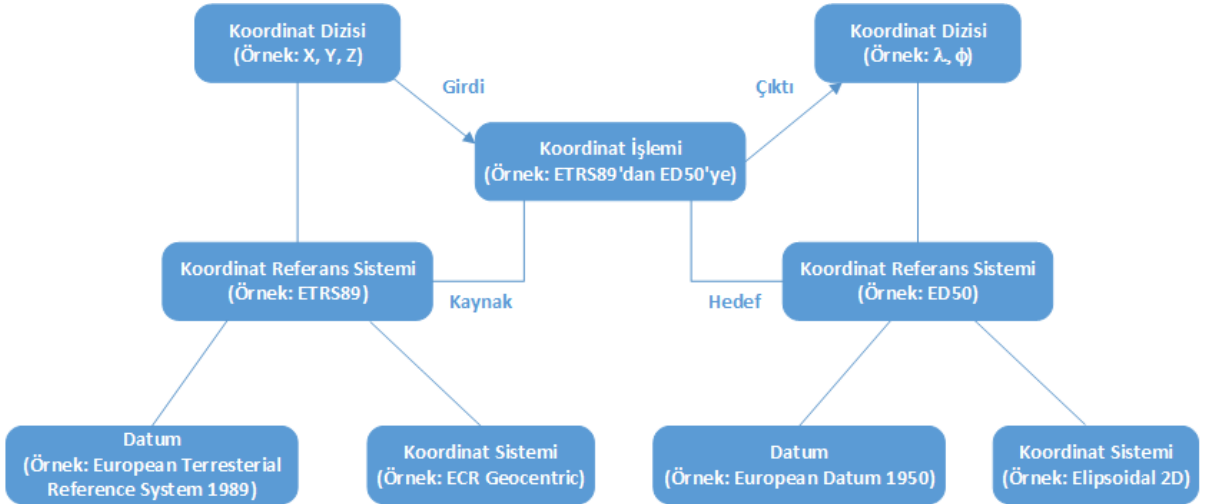 Koordinat Dizisi
(Örnek: X, Y, Z)
Koordinat Dizisi
(Örnek: λ, ϕ)
Girdi
Çıktı
Koordinat İşlemi
(Örnek: ETRS89'dan ED50'ye)
Koordinat Referans Sistemi
(Örnek: ETRS89)
Koordinat Referans Sistemi
(Örnek: ED50)
Kaynak
Hedef
Datum
(Örnek: European Terresterial
Reference System 1989)
Koordinat Sistemi
(Örnek: ECR Geocentric)
Datum
(Örnek: European Datum 1950)
Koordinat Sistemi
(Örnek: Elipsoidal 2D)